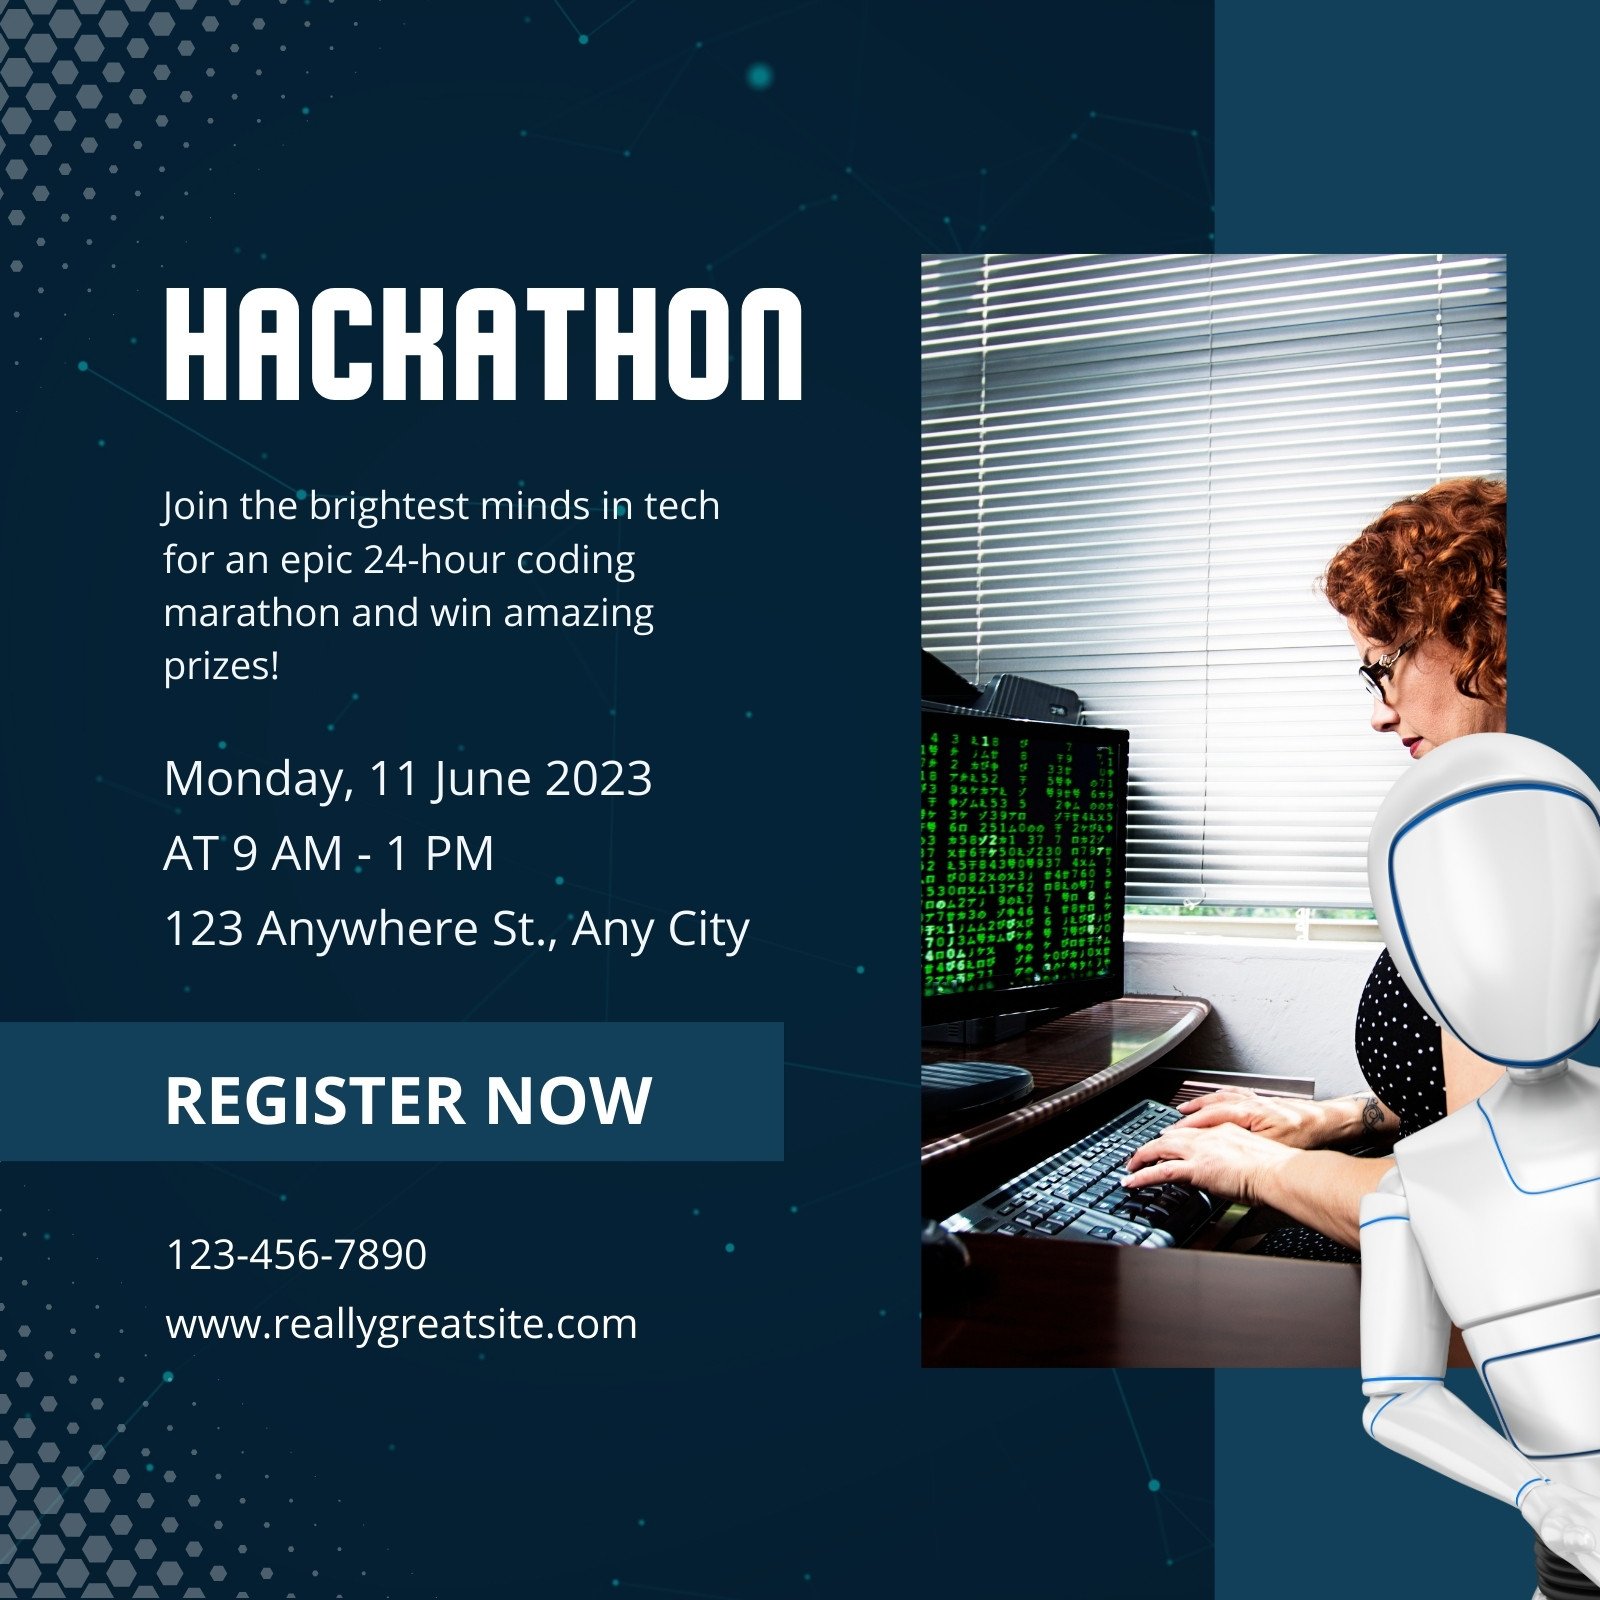 HACKATHON
Join the brightest minds in tech
for an epic 24-hour coding
marathon and win amazing
prizes!
Monday, 11 June 2023
AT 9 AM - 1 PM
123 Anywhere St., Any City
REGISTER NOW
123-456-7890
www.reallygreatsite.com